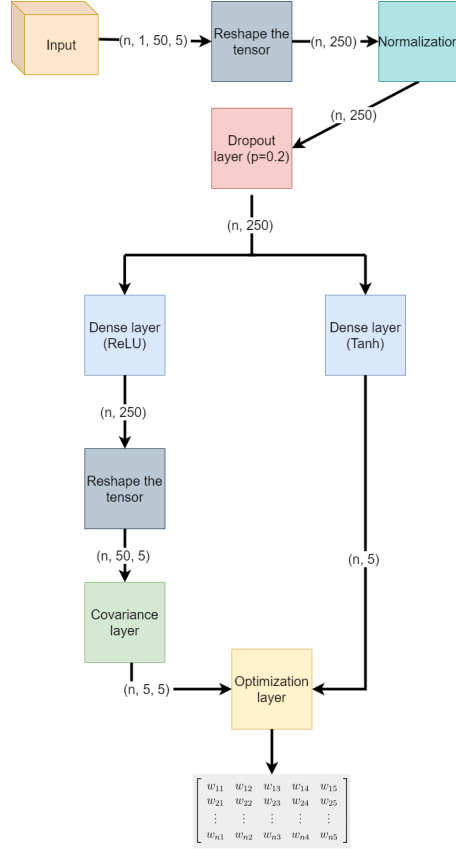 Input
(n, 1, 50, 5)
Reshape the
tensor
(n, 250)
Normalization
(n, 250)
Dropout
layer (p=0.2)
(n, 250)
Dense layer
(ReLU)
Dense layer
(Tanh)
(n, 250)
Reshape the
tensor
(n, 50, 5)
(n, 5)
Covariance
layer
(n, 5, 5)
Optimization
layer
w11 w12 w13 w14 w15
w21 w22 w23 w24 w25
⋮ ⋮ ⋮ ⋮ ⋮
wn1 wn2 wn3 wn4 wn5